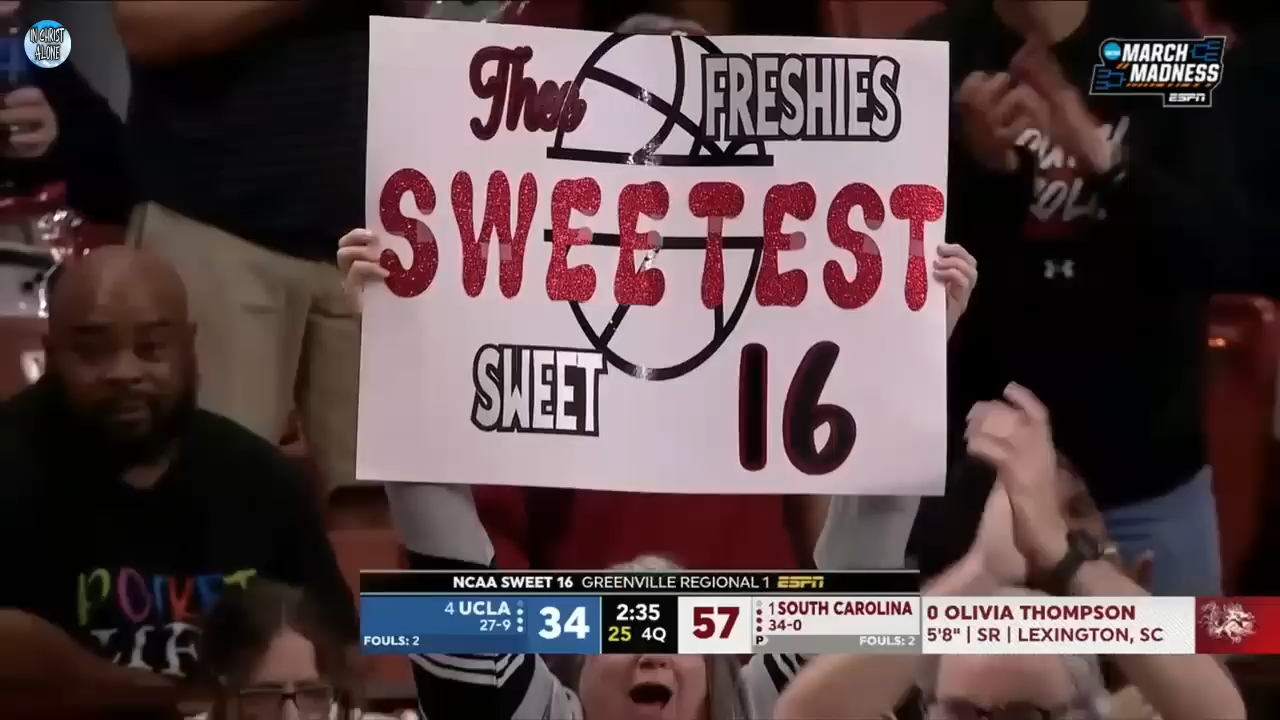 IN CHRIST
ALONE
MARCH
MADNESS
ESPN
FRESHIES
SWEETEST
SWEET 16
NCAA SWEET 16 GREENVILLE REGIONAL 1 ESPN
4 UCLA 34
27-9
FOULS: 2
2:35
25 4Q
57 1 SOUTH CAROLINA
34-0
P FOULS: 2
0 OLIVIA THOMPSON
5'8" | SR | LEXINGTON, SC